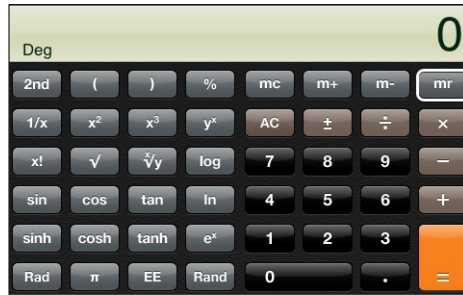 0
Deg
2nd ( ) % mc m+ m- mr
1/x x² x³ yˣ AC ± ÷ ×
x! √ ˣ√y log 7 8 9 −
sin cos tan ln 4 5 6 +
sinh cosh tanh eˣ 1 2 3
Rad π EE Rand 0 . =